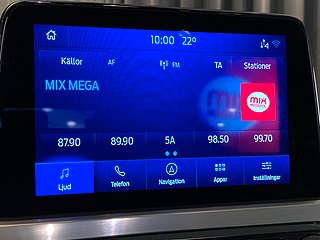 10:00 22°
Källor AF FM TA Stationer
MIX MEGA
mix
MEGAPOL
87.90 89.90 5A 98.50 99.70
Ljud Telefon Navigation Appar Inställningar